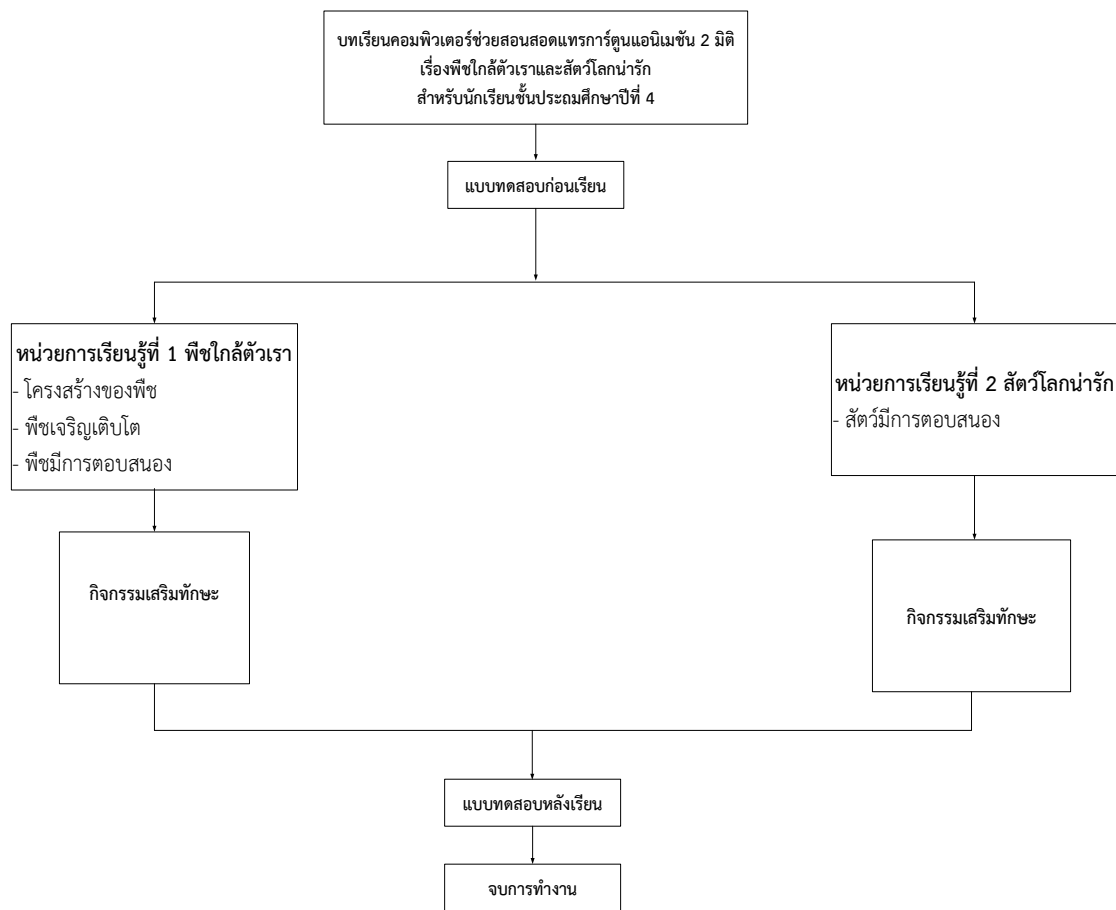 บทเรียนคอมพิวเตอร์ช่วยสอนสอดแทรการ์ตูนแอนิเมชัน 2 มิติ
เรื่องพืชใกล้ตัวเราและสัตว์โลกน่ารัก
สำหรับนักเรียนชั้นประถมศึกษาปีที่ 4
แบบทดสอบก่อนเรียน
หน่วยการเรียนรู้ที่ 1 พืชใกล้ตัวเรา
- โครงสร้างของพืช
- พืชเจริญเติบโต
- พืชมีการตอบสนอง
หน่วยการเรียนรู้ที่ 2 สัตว์โลกน่ารัก
- สัตว์มีการตอบสนอง
กิจกรรมเสริมทักษะ
กิจกรรมเสริมทักษะ
แบบทดสอบหลังเรียน
จบการทำงาน